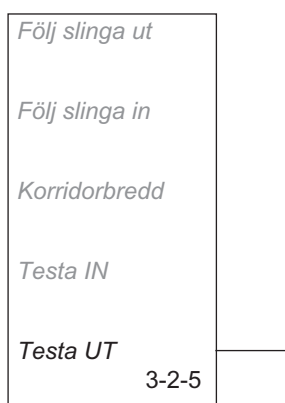 Följ slinga ut
Följ slinga in
Korridorbredd
Testa IN
Testa UT
3-2-5